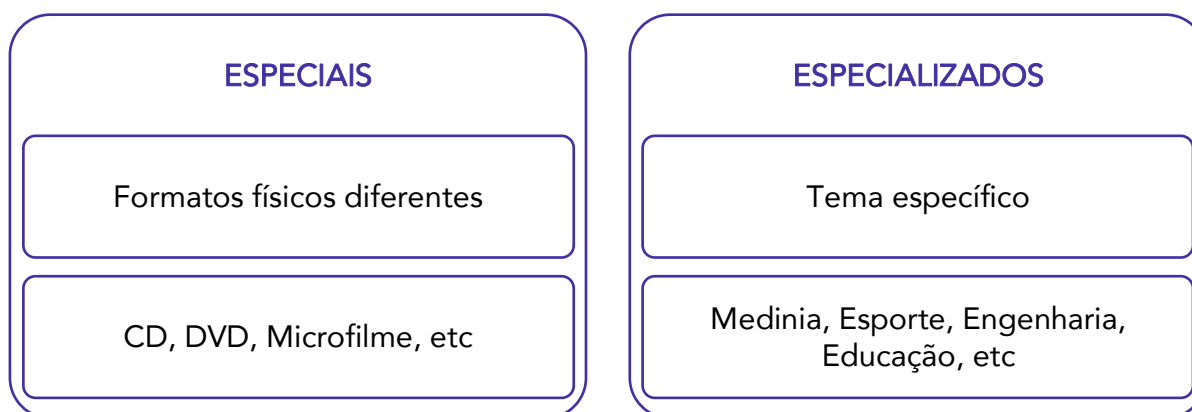 ESPECIAIS
Formatos físicos diferentes
CD, DVD, Microfilme, etc
ESPECIALIZADOS
Tema específico
Medinia, Esporte, Engenharia,
Educação, etc